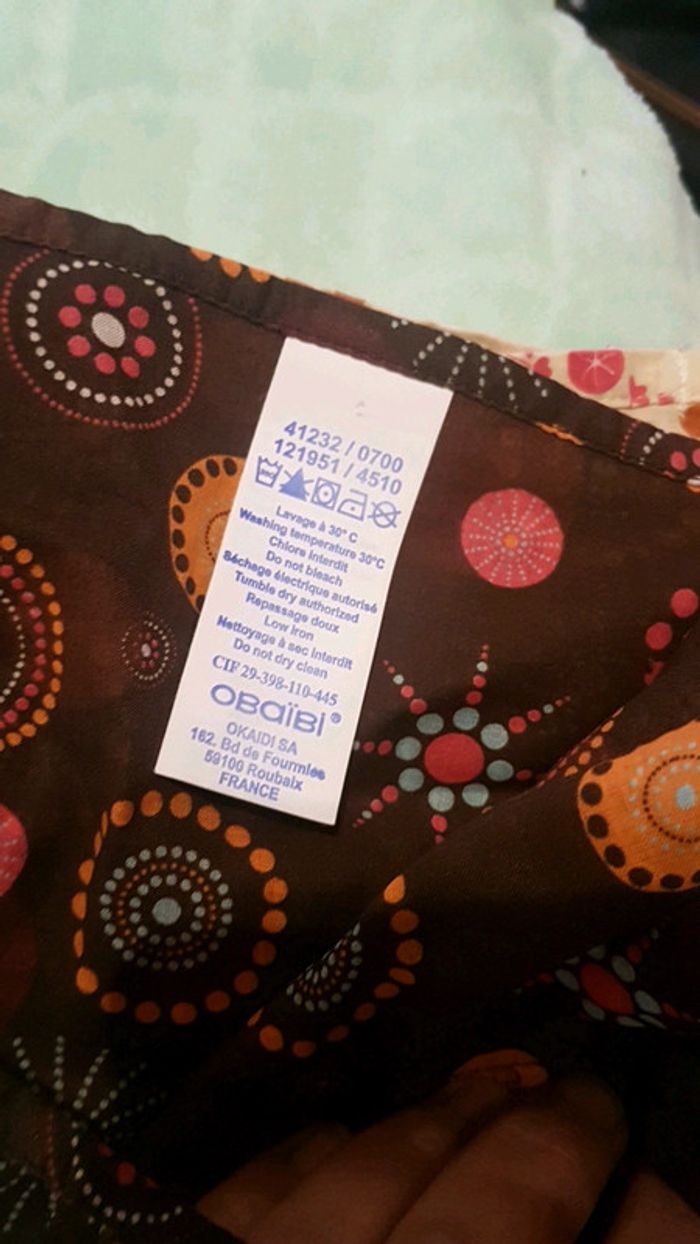 41232 / 0700
121951 / 4510
Lavage à 30° C
Washing temperature 30°C
Chlore interdit
Do not bleach
Séchage électrique autorisé
Tumble dry authorized
Repassage doux
Low iron
Nettoyage à sec interdit
Do not dry clean
CIF 29-398-110-445
OBaïBi®
OKAIDI SA
162, Bd de Fourmies
59100 Roubaix
FRANCE